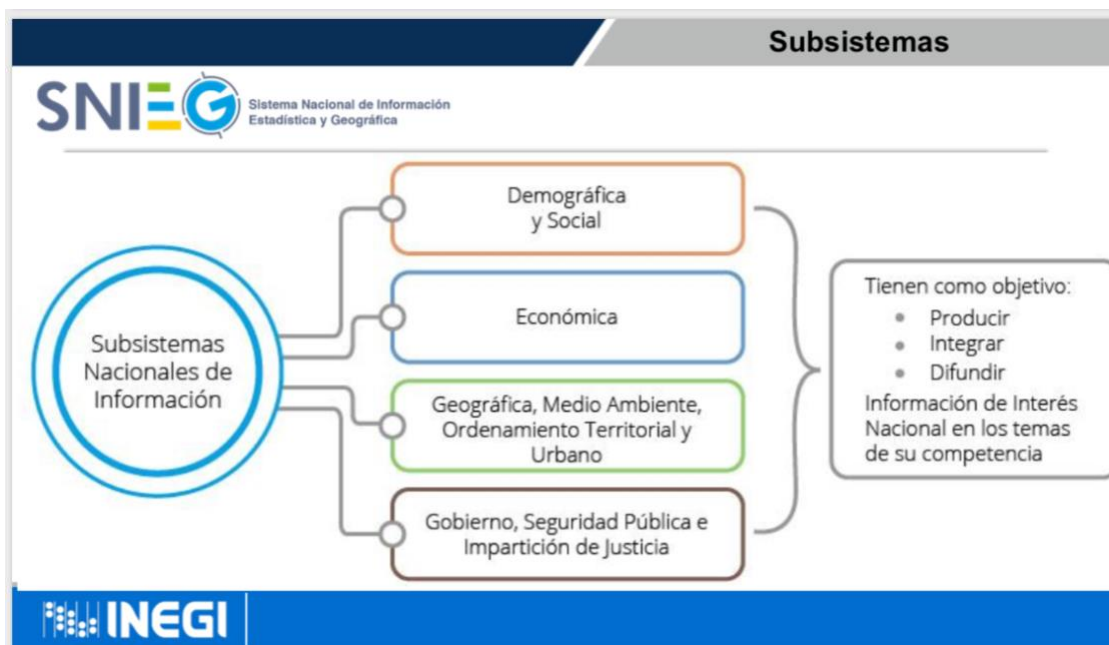 Subsistemas
SNIEG
Sistema Nacional de Información
Estadística y Geográfica
Subsistemas
Nacionales de
Información
Demográfica
y Social
Económica
Geográfica, Medio Ambiente,
Ordenamiento Territorial y
Urbano
Gobierno, Seguridad Pública e
Impartición de Justicia
Tienen como objetivo:
• Producir
• Integrar
• Difundir
Información de Interés
Nacional en los temas
de su competencia
INEGI